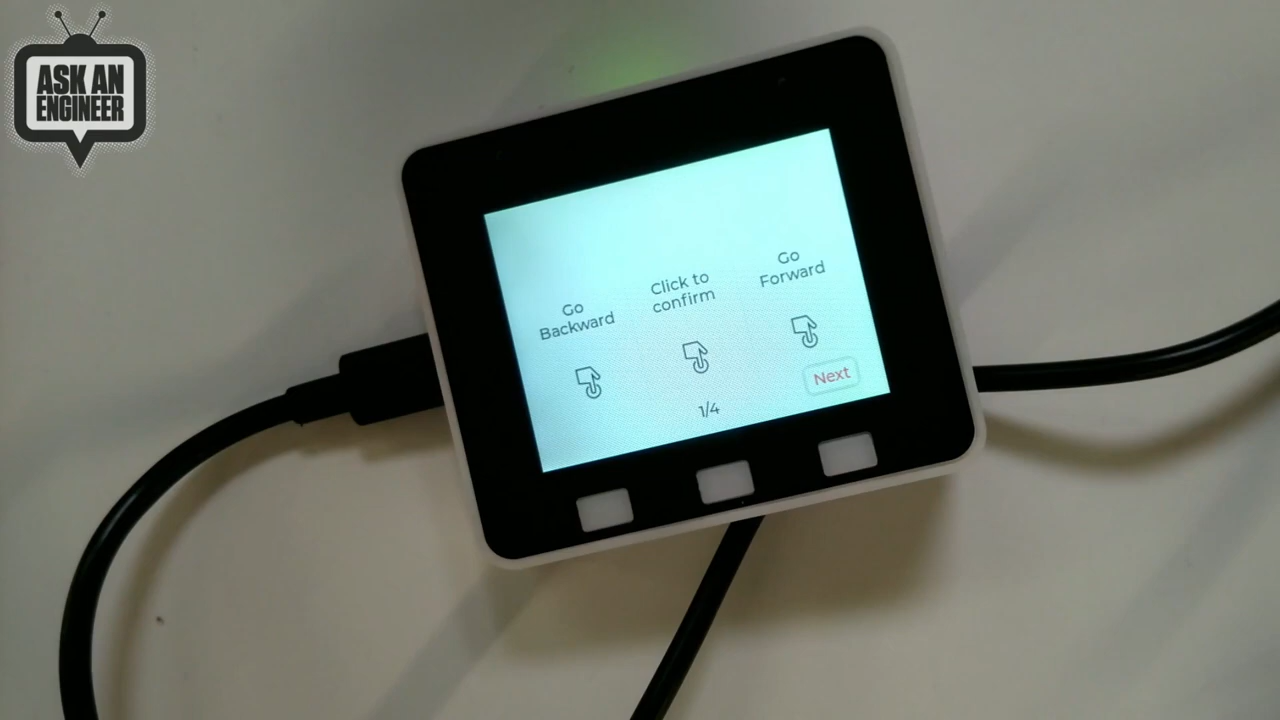 ASK AN
ENGINEER
Go
Backward
Click to
confirm
Go
Forward
Next
1/4